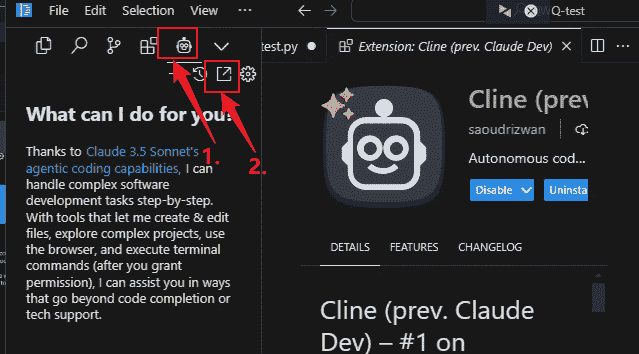 File Edit Selection View ... Q-test
test.py Extension: Cline (prev. Claude Dev)
What can I do for you?
1.
2.
Thanks to Claude 3.5 Sonnet's
agentic coding capabilities, I can
handle complex software
development tasks step-by-step.
With tools that let me create & edit
files, explore complex projects, use
the browser, and execute terminal
commands (after you grant
permission), I can assist you in ways
that go beyond code completion or
tech support.
Cline (prev
saoudrizwan
Autonomous cod...
Disable Uninsta
DETAILS FEATURES CHANGELOG
Cline (prev. Claude
Dev) – #1 on